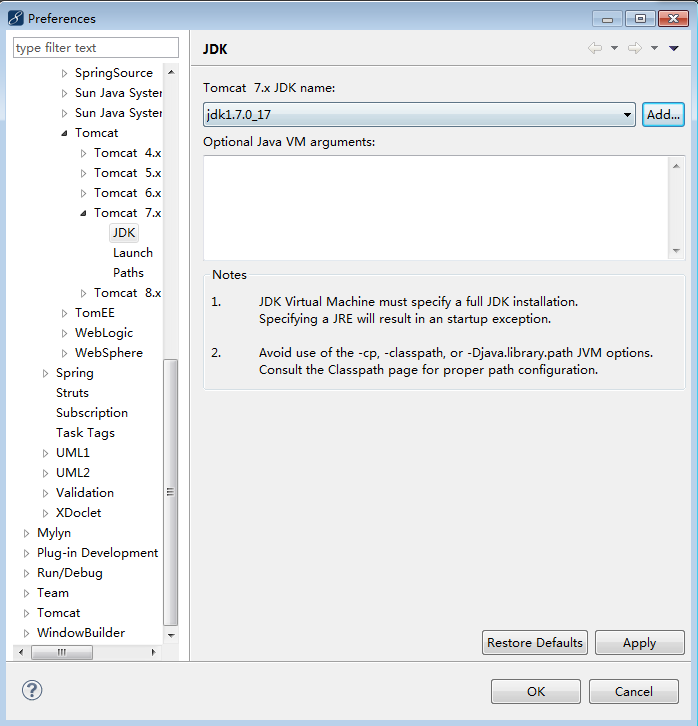 Preferences
type filter text
SpringSource
Sun Java System
Sun Java System
Tomcat
Tomcat 4.x
Tomcat 5.x
Tomcat 6.x
Tomcat 7.x
JDK
Launch
Paths
Tomcat 8.x
TomEE
WebLogic
WebSphere
Spring
Struts
Subscription
Task Tags
UML1
UML2
Validation
XDoclet
Mylyn
Plug-in Development
Run/Debug
Team
Tomcat
WindowBuilder
JDK
Tomcat 7.x JDK name:
jdk1.7.0_17
Add...
Optional Java VM arguments:
Notes
1. JDK Virtual Machine must specify a full JDK installation.
Specifying a JRE will result in an startup exception.
2. Avoid use of the -cp, -classpath, or -Djava.library.path JVM options.
Consult the Classpath page for proper path configuration.
Restore Defaults
Apply
?
OK
Cancel